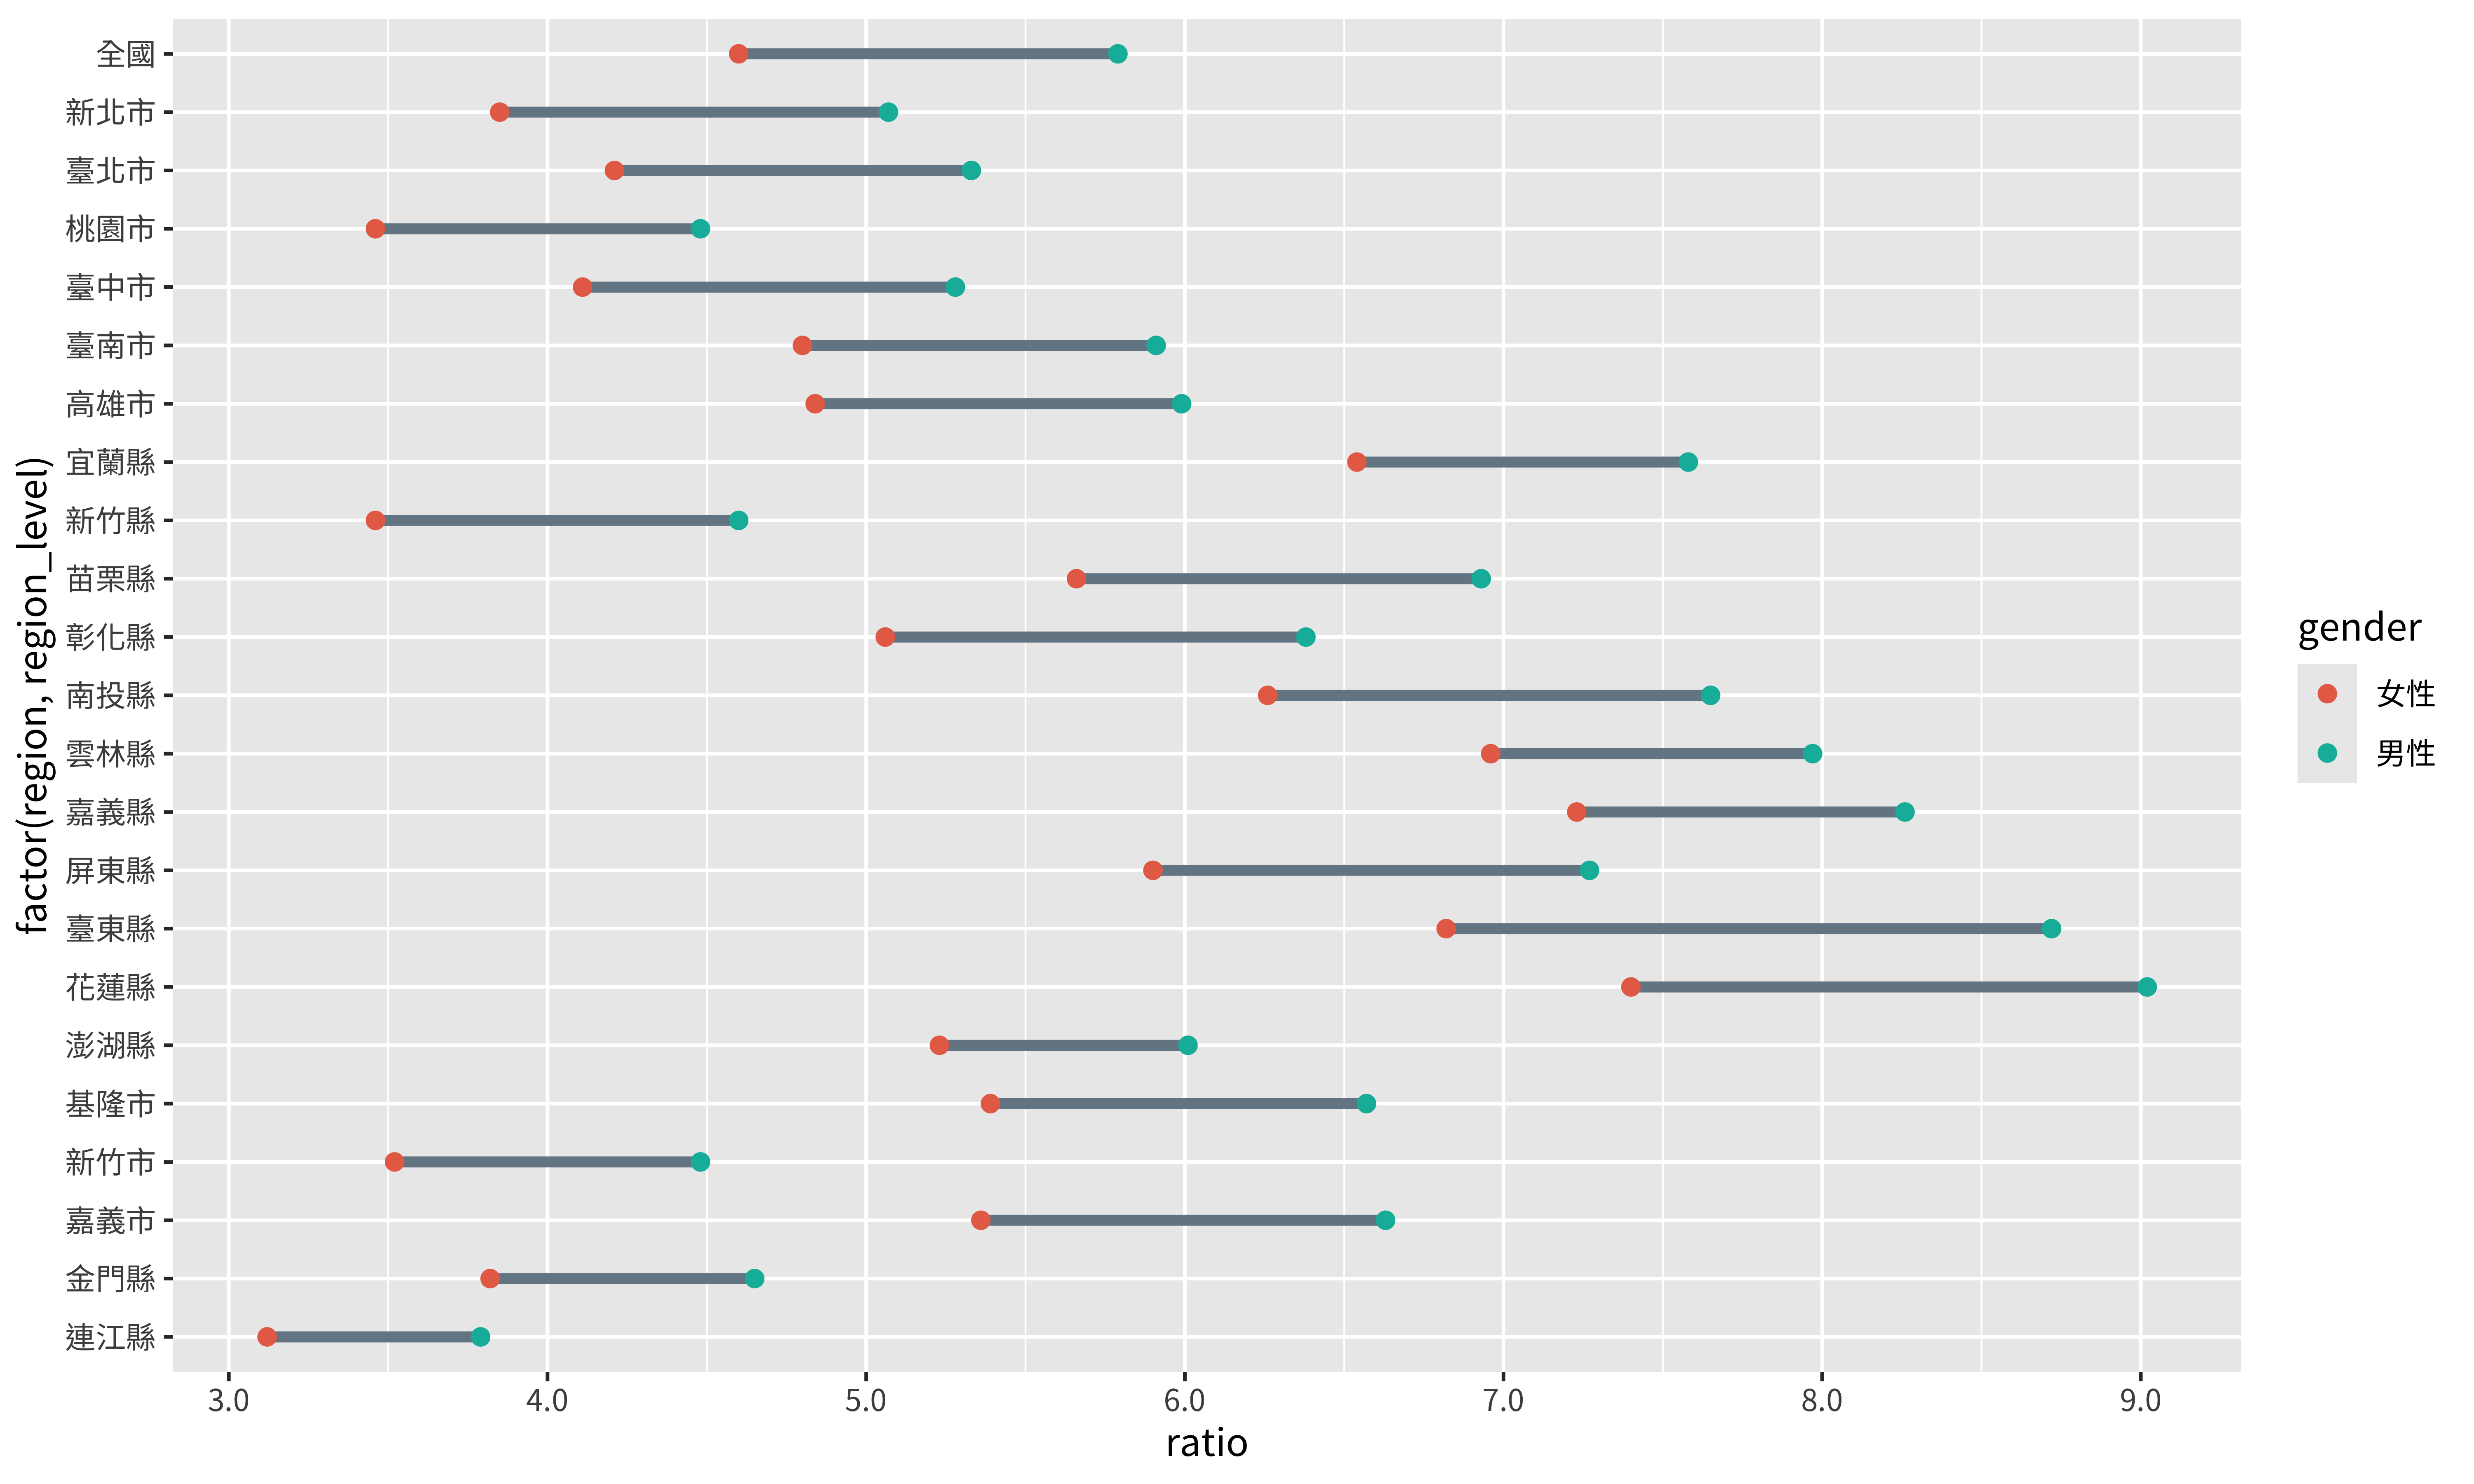 factor(region, region_level)
全國
新北市
臺北市
桃園市
臺中市
臺南市
高雄市
宜蘭縣
新竹縣
苗栗縣
彰化縣
南投縣
雲林縣
嘉義縣
屏東縣
臺東縣
花蓮縣
澎湖縣
基隆市
新竹市
嘉義市
金門縣
連江縣
3.0 4.0 5.0 6.0 7.0 8.0 9.0
ratio
gender
女性
男性